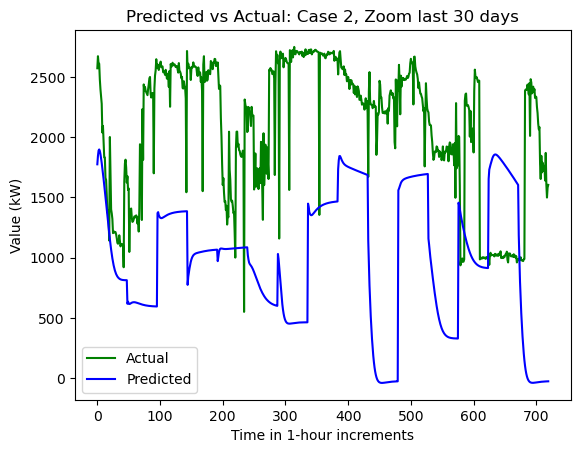 Predicted vs Actual: Case 2, Zoom last 30 days
Value (kW)
2500
2000
1500
1000
500
0
Actual
Predicted
0 100 200 300 400 500 600 700
Time in 1-hour increments